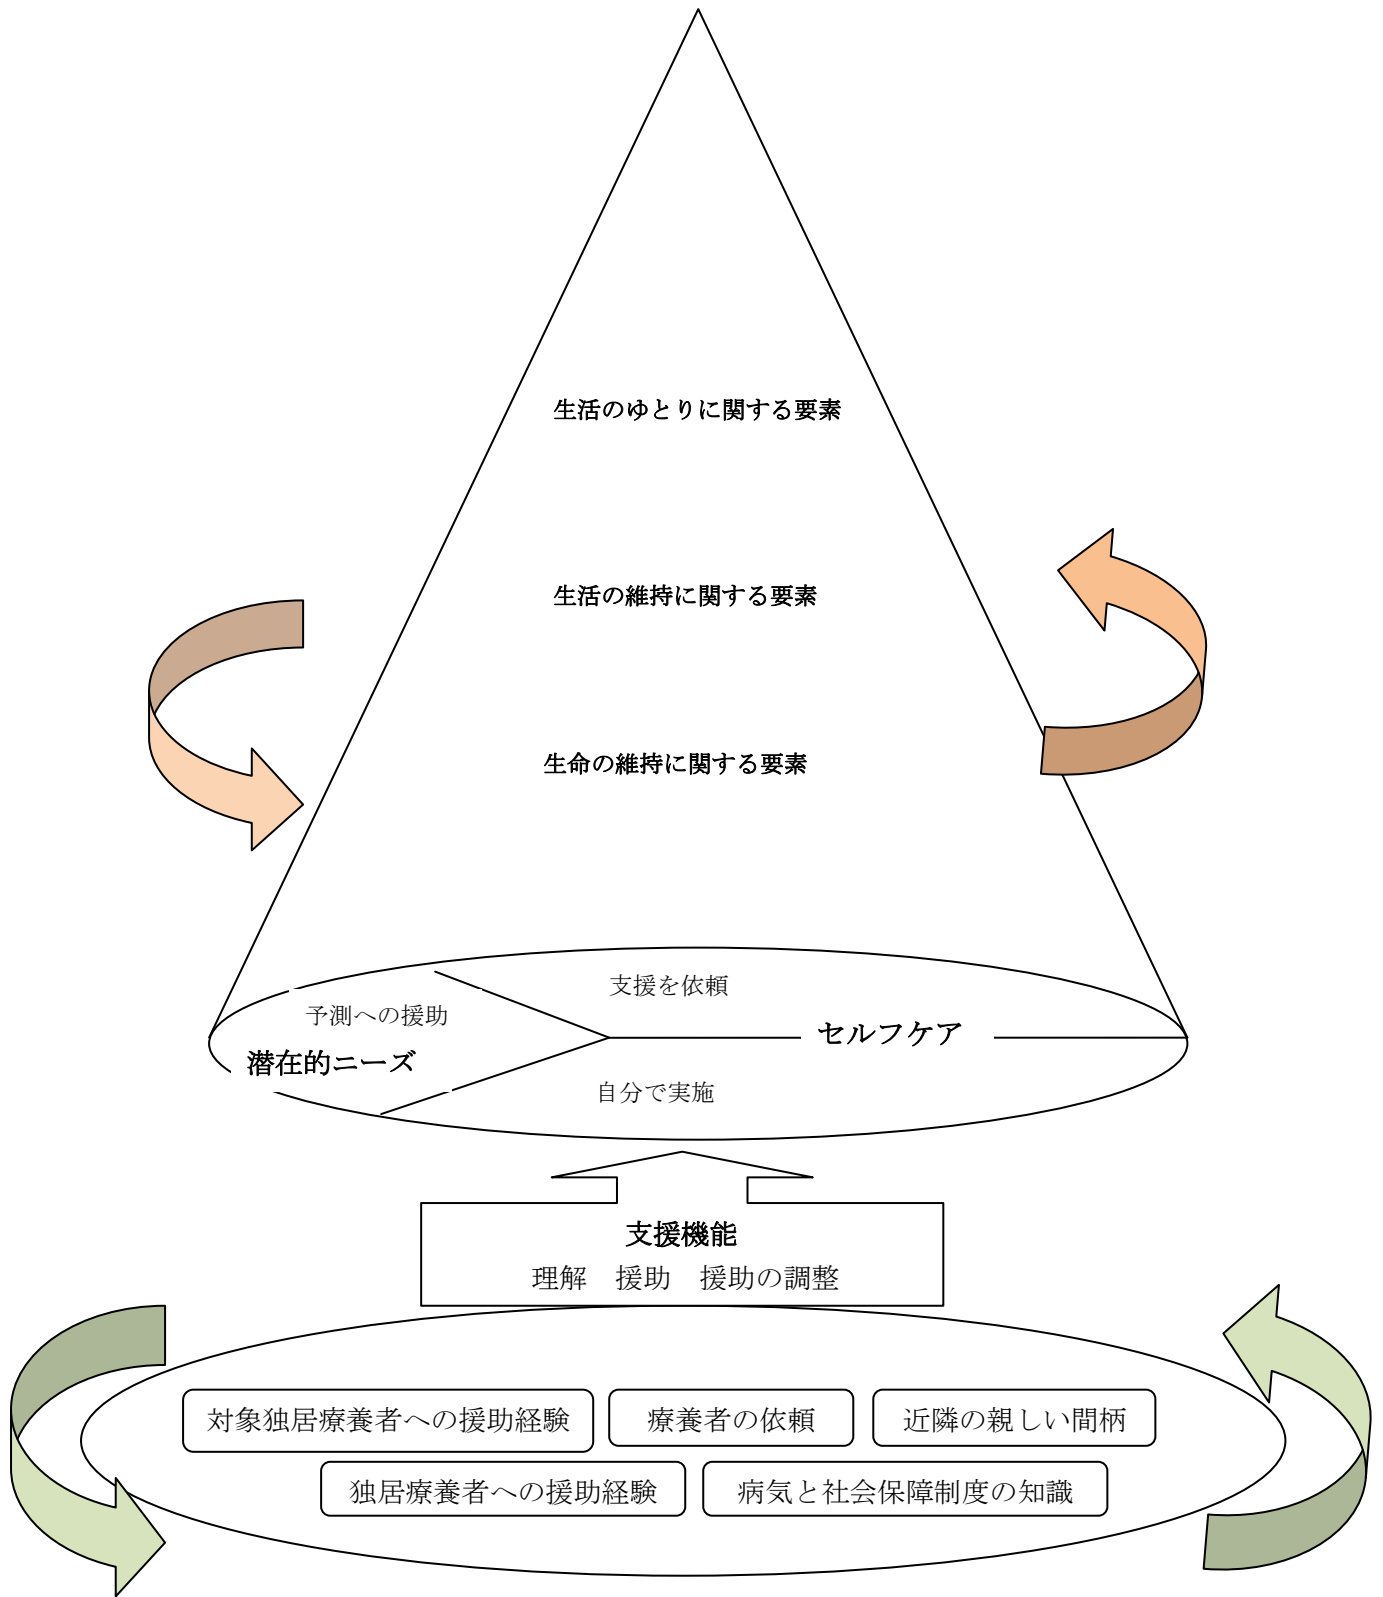 生活のゆとりに関する要素
生活の維持に関する要素
生命の維持に関する要素
支援を依頼
予測への援助
セルフケア
潜在的ニーズ
自分で実施
支援機能
理解　援助　援助の調整
対象独居療養者への援助経験
療養者の依頼
近隣の親しい間柄
独居療養者への援助経験
病気と社会保障制度の知識